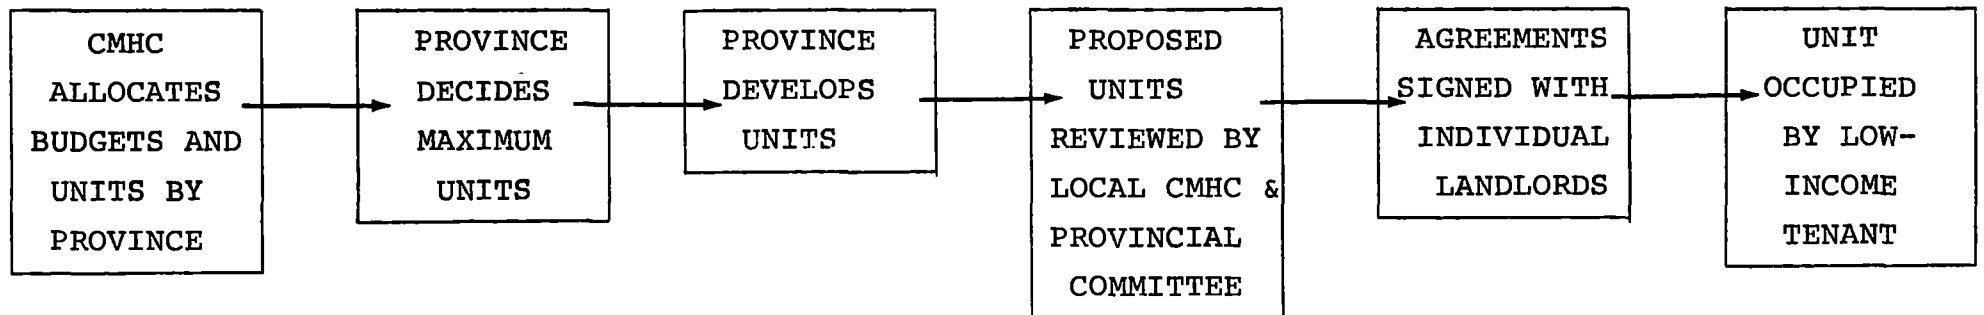 CMHC
ALLOCATES
BUDGETS AND
UNITS BY
PROVINCE
PROVINCE
DECIDES
MAXIMUM
UNITS
PROVINCE
DEVELOPS
UNITS
PROPOSED
UNITS
REVIEWED BY
LOCAL CMHC &
PROVINCIAL
COMMITTEE
AGREEMENTS
SIGNED WITH
INDIVIDUAL
LANDLORDS
UNIT
OCCUPIED
BY LOW-
INCOME
TENANT